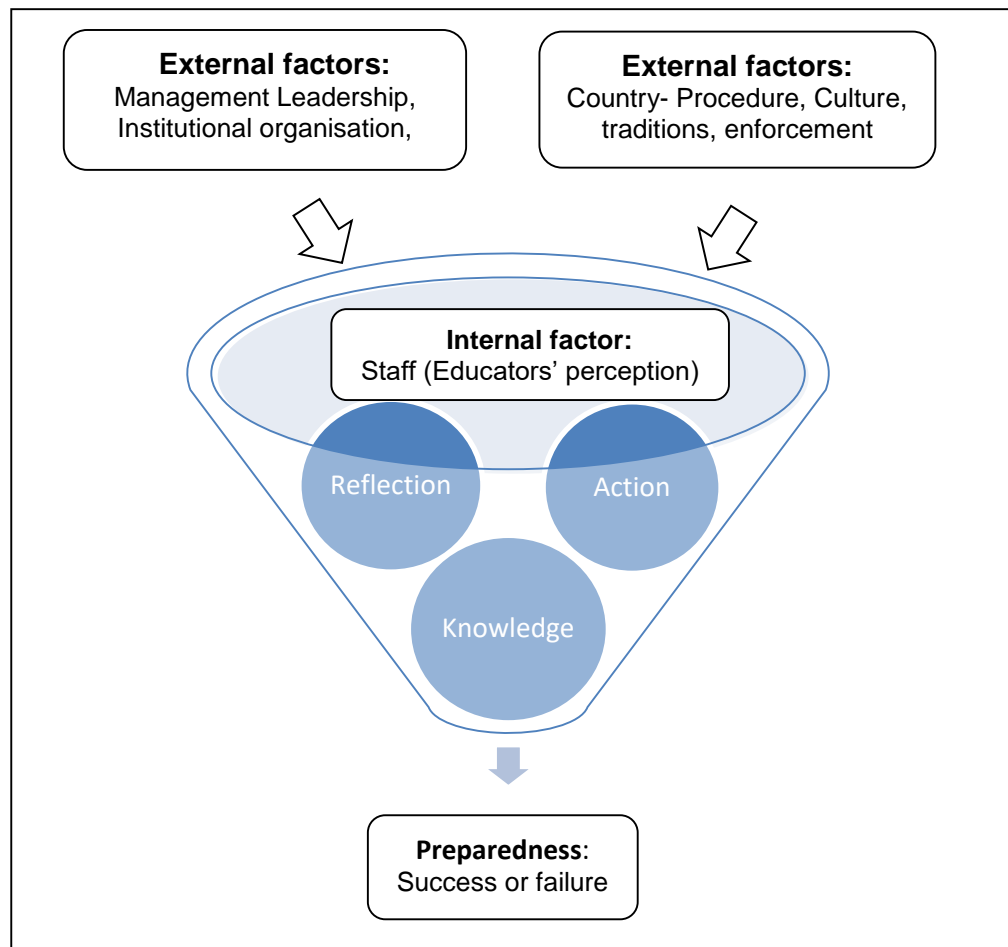 External factors:
Management Leadership,
Institutional organisation,
External factors:
Country- Procedure, Culture,
traditions, enforcement
Internal factor:
Staff (Educators’ perception)
Reflection
Action
Knowledge
Preparedness:
Success or failure